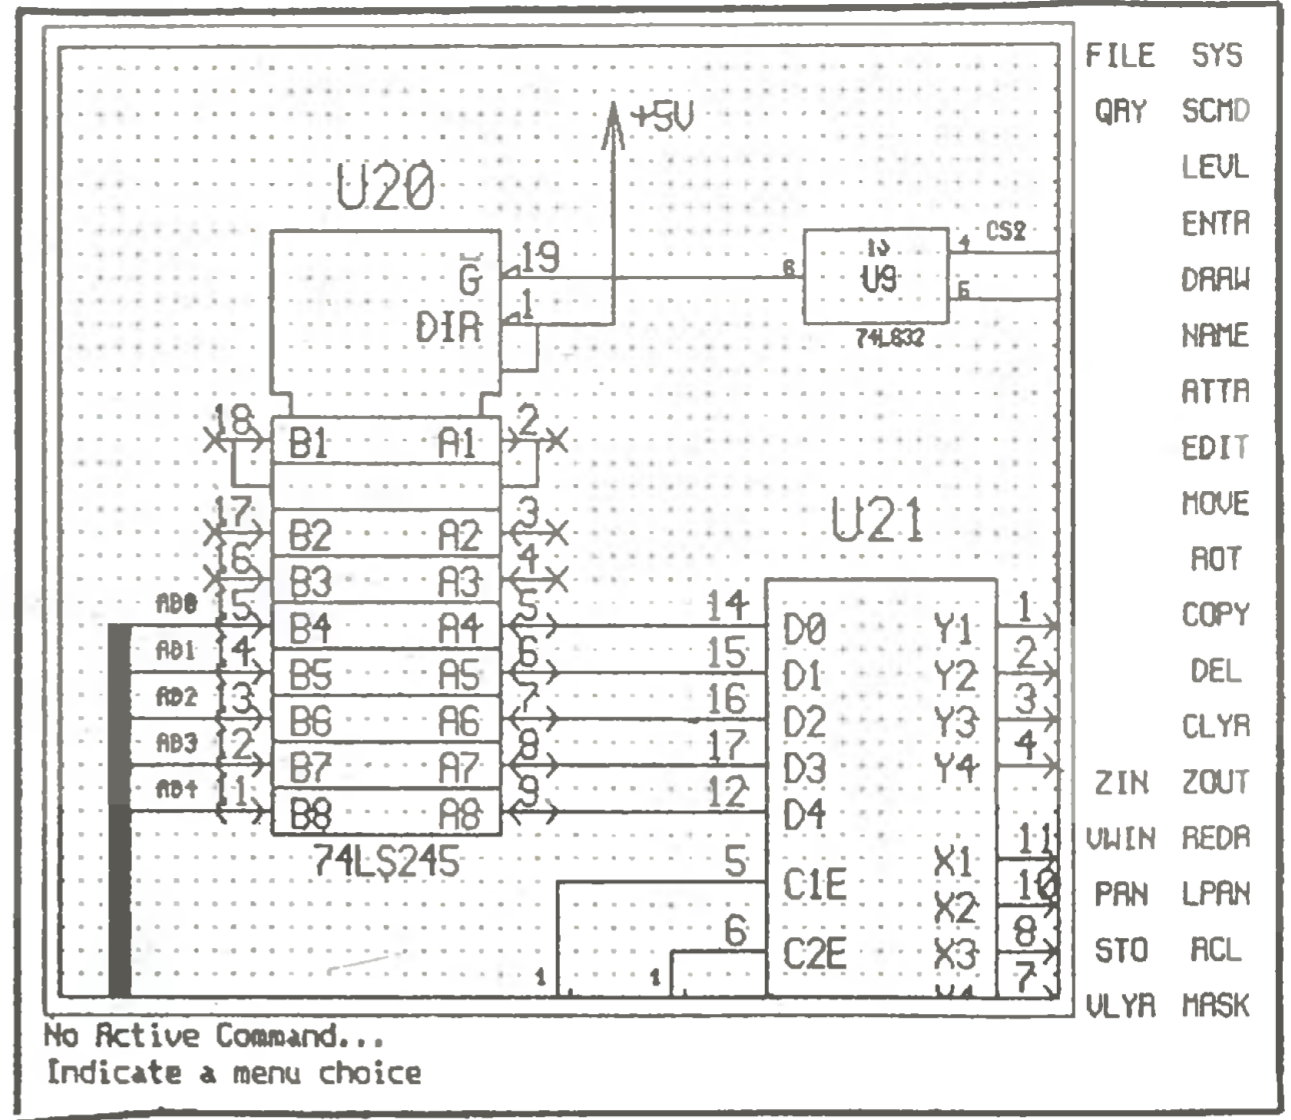 FILE SYS
+5V
QRY SCMD
U20
LEVL
ENTR
CS2
4
19
G
6
1P
U9
5
DRAW
1
DIR
74LS32
NAME
ATTR
18 2
B1 A1
EDIT
17 3
B2 A2
U21
MOVE
16 4
B3 A3
ROT
AD0 15 5 14 1
B4 A4 D0 Y1
COPY
AD1 14 6 15 2
B5 A5 D1 Y2
DEL
AD2 13 7 16 3
B6 A6 D2 Y3
CLYR
AD3 12 8 17 4
B7 A7 D3 Y4
ZIN ZOUT
AD4 11 9 12
B8 A8 D4
VWIN REDR
74LS245
5 11
C1E X1
PAN LPAN
10
X2
6 8
C2E X3
STO ACL
1 1 7
X4
VLYR MASK
No Active Command...
Indicate a menu choice